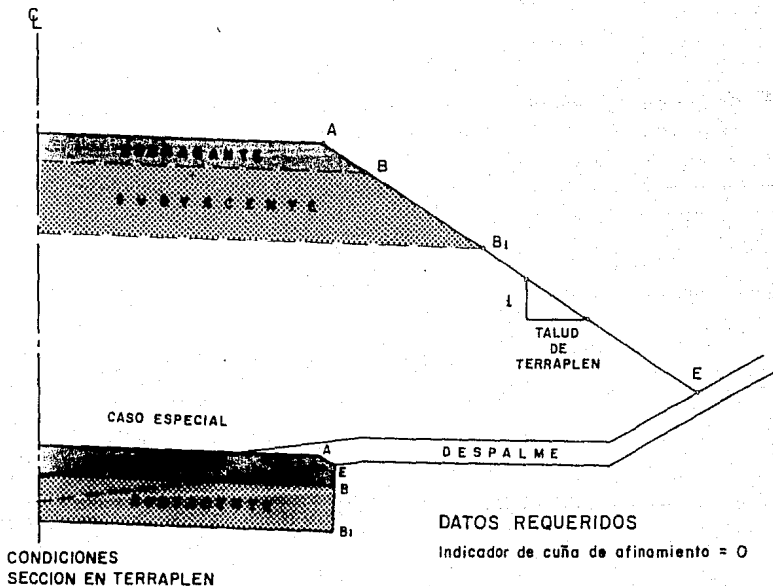 ℄
A
SUBRASANTE
B
SUBYACENTE
B1
1
TALUD
DE
TERRAPLEN
E
CASO ESPECIAL
A
DESPALME
E
B
B1
DATOS REQUERIDOS
Indicador de cuña de afinamiento = 0
CONDICIONES
SECCION EN TERRAPLEN